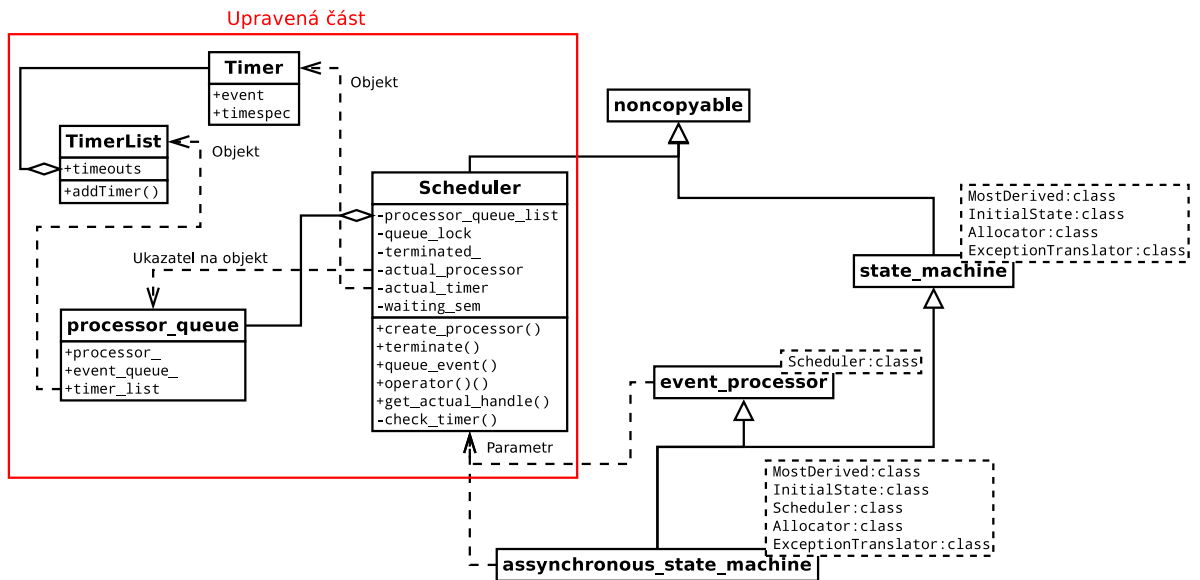 Upravená část
Timer
+event
+timespec
Objekt
TimerList
+timeouts
+addTimer()
Objekt
noncopyable
Scheduler
-processor_queue_list
-queue_lock
-terminated_
-actual_processor
-actual_timer
-waiting_sem
+create_processor()
+terminate()
+queue_event()
+operator()()
+get_actual_handle()
-check_timer()
MostDerived:class
InitialState:class
Allocator:class
ExceptionTranslator:class
state_machine
Ukazatel na objekt
processor_queue
+processor_
+event_queue_
+timer_list
Scheduler:class
event_processor
Parametr
MostDerived:class
InitialState:class
Scheduler:class
Allocator:class
ExceptionTranslator:class
assynchronous_state_machine